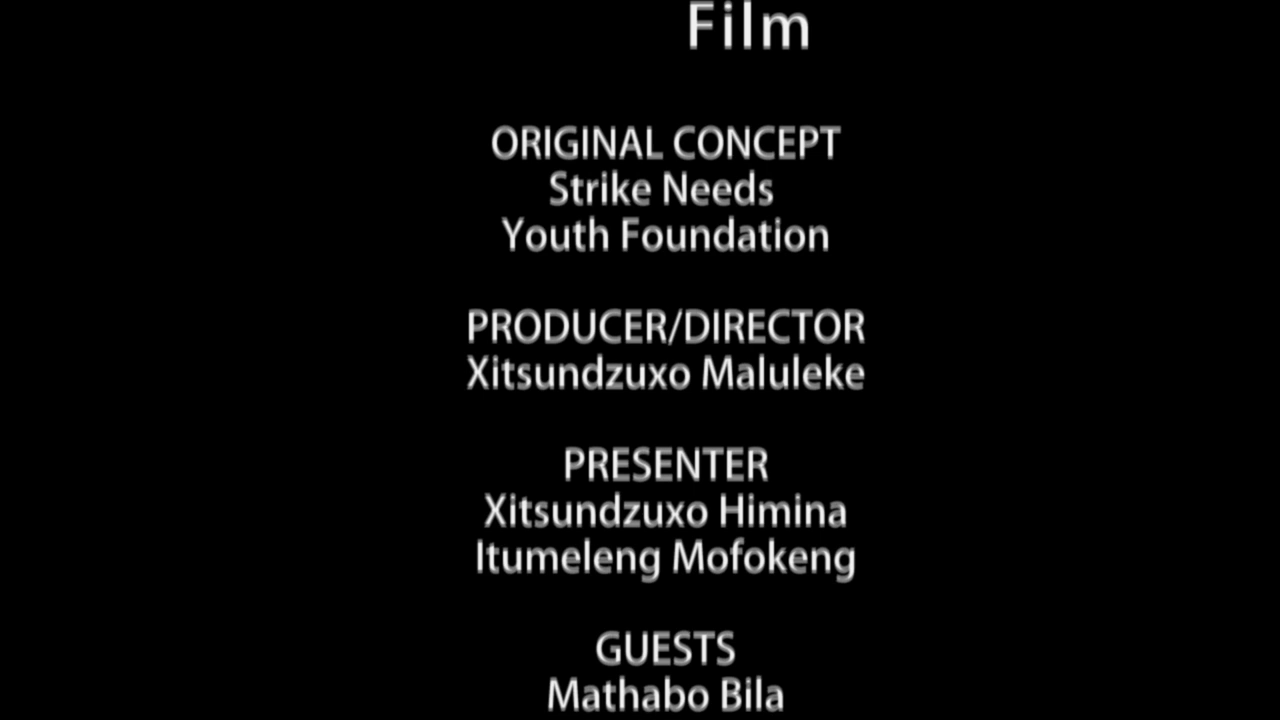 Film
ORIGINAL CONCEPT
Strike Needs
Youth Foundation
PRODUCER/DIRECTOR
Xitsundzuxo Maluleke
PRESENTER
Xitsundzuxo Himina
Itumeleng Mofokeng
GUESTS
Mathabo Bila